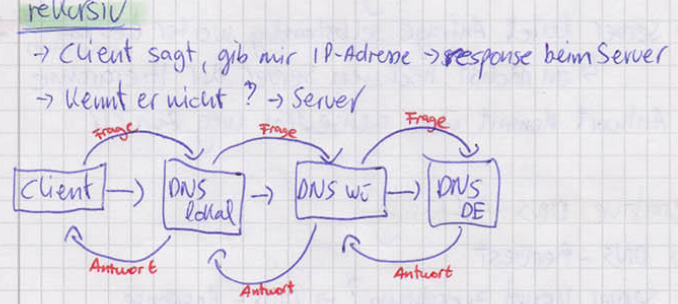 rekursiv
→ Client sagt, gib mir IP-Adresse → response beim Server
→ Kennt er nicht? → Server
Frage Frage Frage
Client → DNS lokal → DNS Wü → DNS DE
Antwort Antwort Antwort